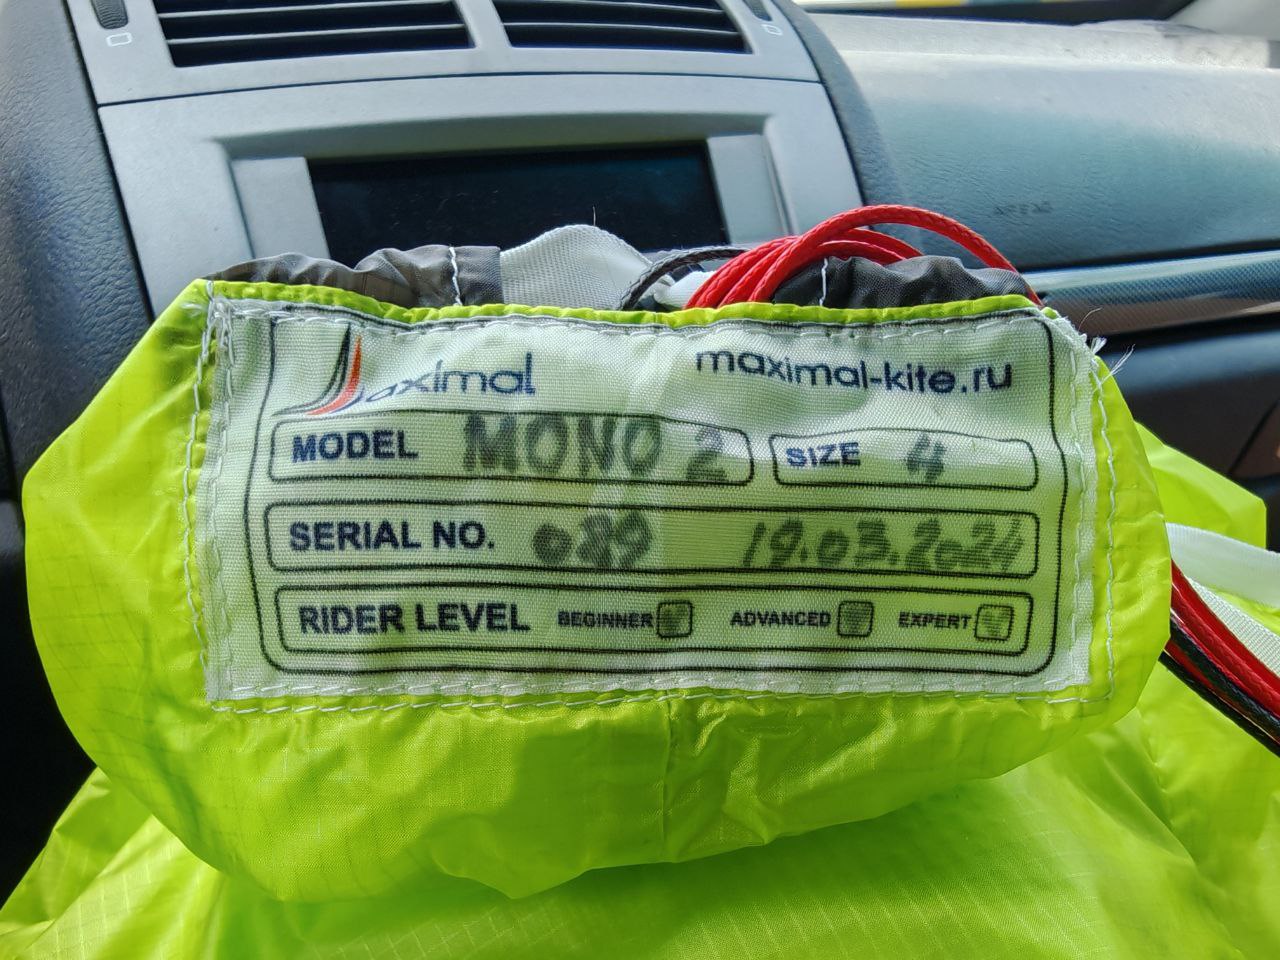 maximal maximal-kite.ru
MODEL MONO 2 SIZE 4
SERIAL NO. 089 19.03.2024
RIDER LEVEL BEGINNER ADVANCED EXPERT